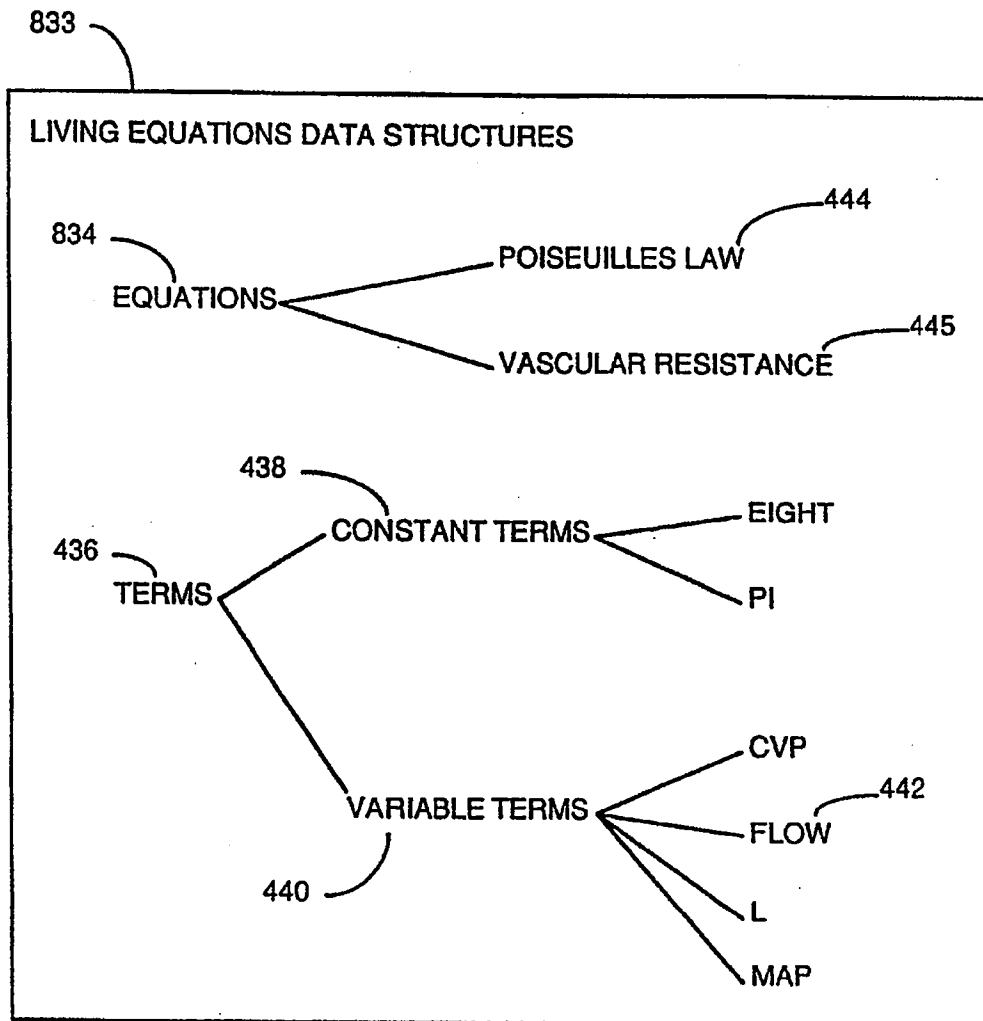 833
LIVING EQUATIONS DATA STRUCTURES
444
834
POISEUILLES LAW
EQUATIONS
445
VASCULAR RESISTANCE
438
EIGHT
CONSTANT TERMS
436
TERMS
PI
CVP
442
VARIABLE TERMS
FLOW
440
L
MAP